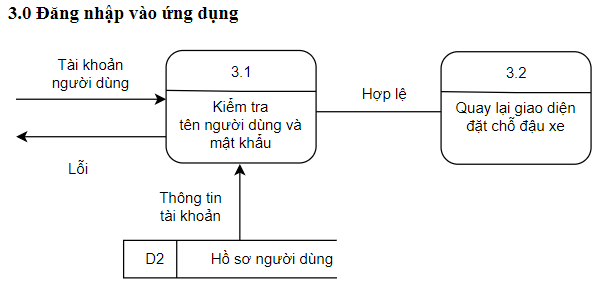 3.0 Đăng nhập vào ứng dụng
Tài khoản
người dùng
3.1
Kiểm tra
tên người dùng và
mật khẩu
Hợp lệ
3.2
Quay lại giao diện
đặt chỗ đậu xe
Lỗi
Thông tin
tài khoản
D2
Hồ sơ người dùng